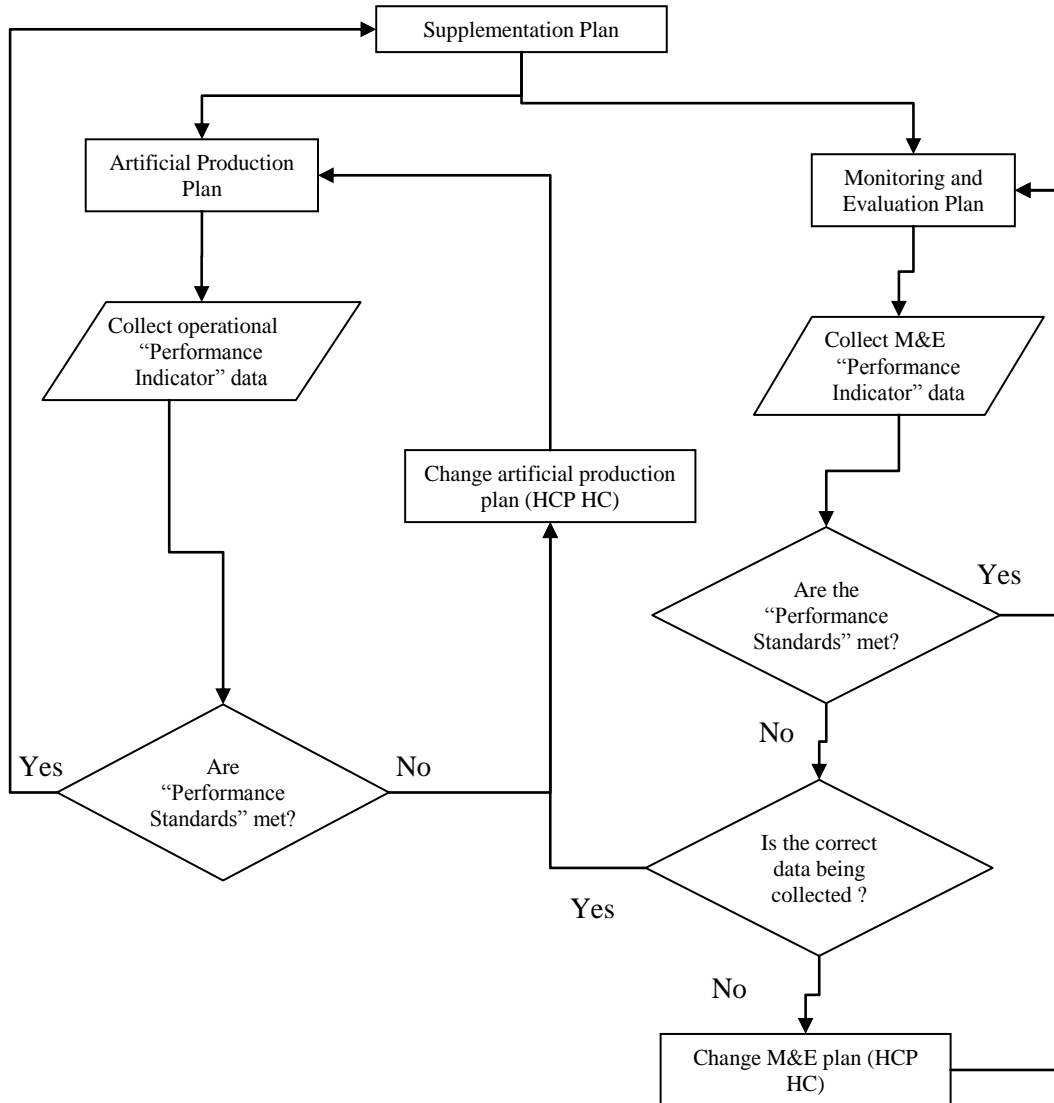 Supplementation Plan
Artificial Production
Plan
Monitoring and
Evaluation Plan
Collect operational
“Performance
Indicator” data
Collect M&E
“Performance
Indicator” data
Change artificial production
plan (HCP HC)
Are the
“Performance
Standards” met?
Yes
No
Yes
Are
“Performance
Standards” met?
No
Is the correct
data being
collected ?
Yes
No
Change M&E plan (HCP
HC)